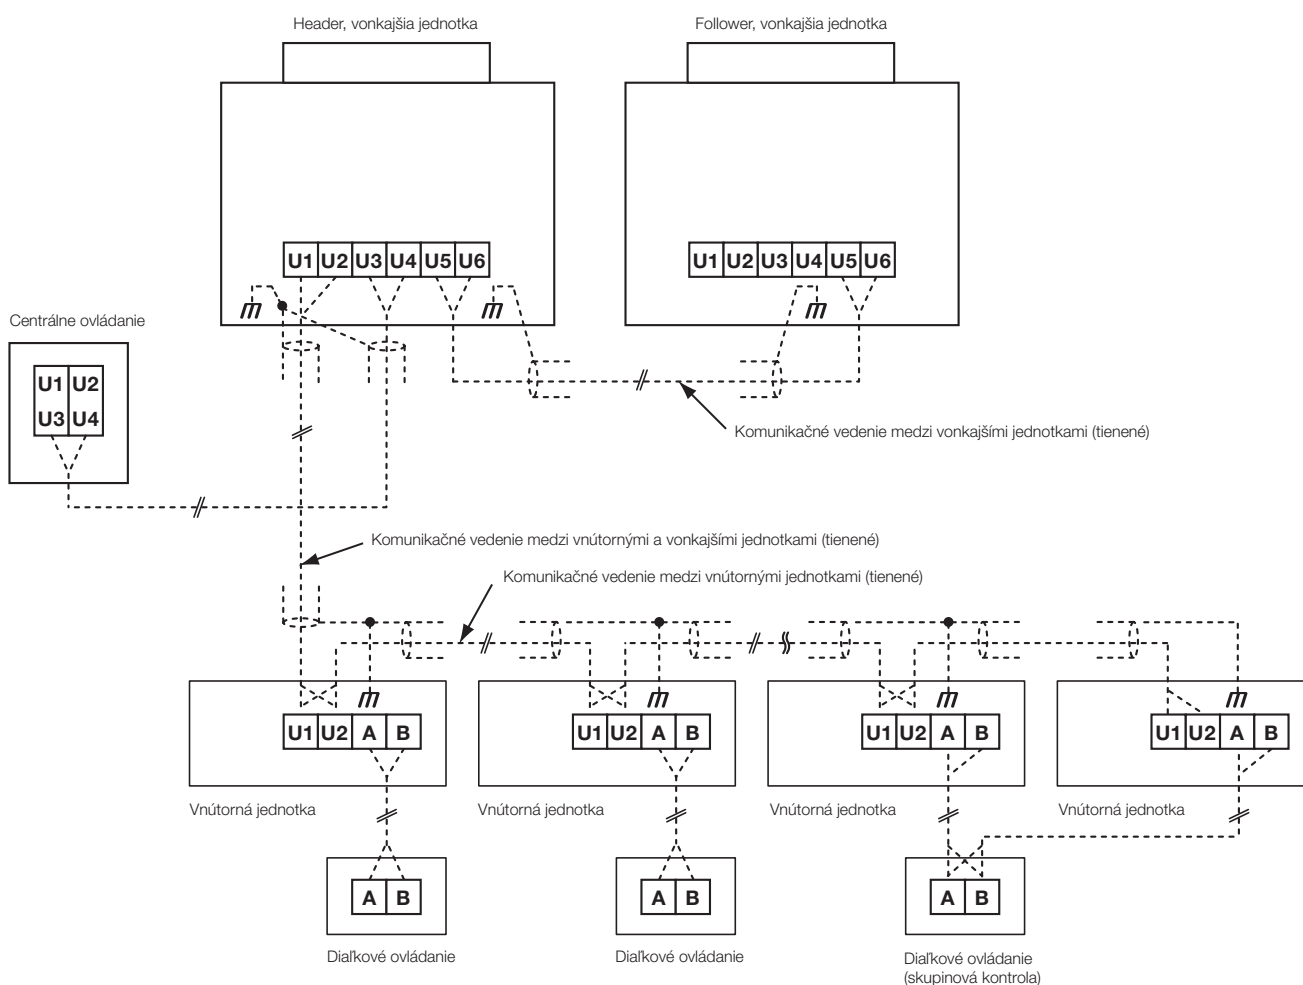 Header, vonkajšia jednotka
Follower, vonkajšia jednotka
U1 U2 U3 U4 U5 U6
U1 U2 U3 U4 U5 U6
Centrálne ovládanie
U1 U2
U3 U4
Komunikačné vedenie medzi vonkajšími jednotkami (tienené)
Komunikačné vedenie medzi vnútornými a vonkajšími jednotkami (tienené)
Komunikačné vedenie medzi vnútornými jednotkami (tienené)
U1 U2 A B
U1 U2 A B
U1 U2 A B
U1 U2 A B
Vnútorná jednotka
Vnútorná jednotka
Vnútorná jednotka
Vnútorná jednotka
A B
A B
A B
Diaľkové ovládanie
Diaľkové ovládanie
Diaľkové ovládanie
(skupinová kontrola)